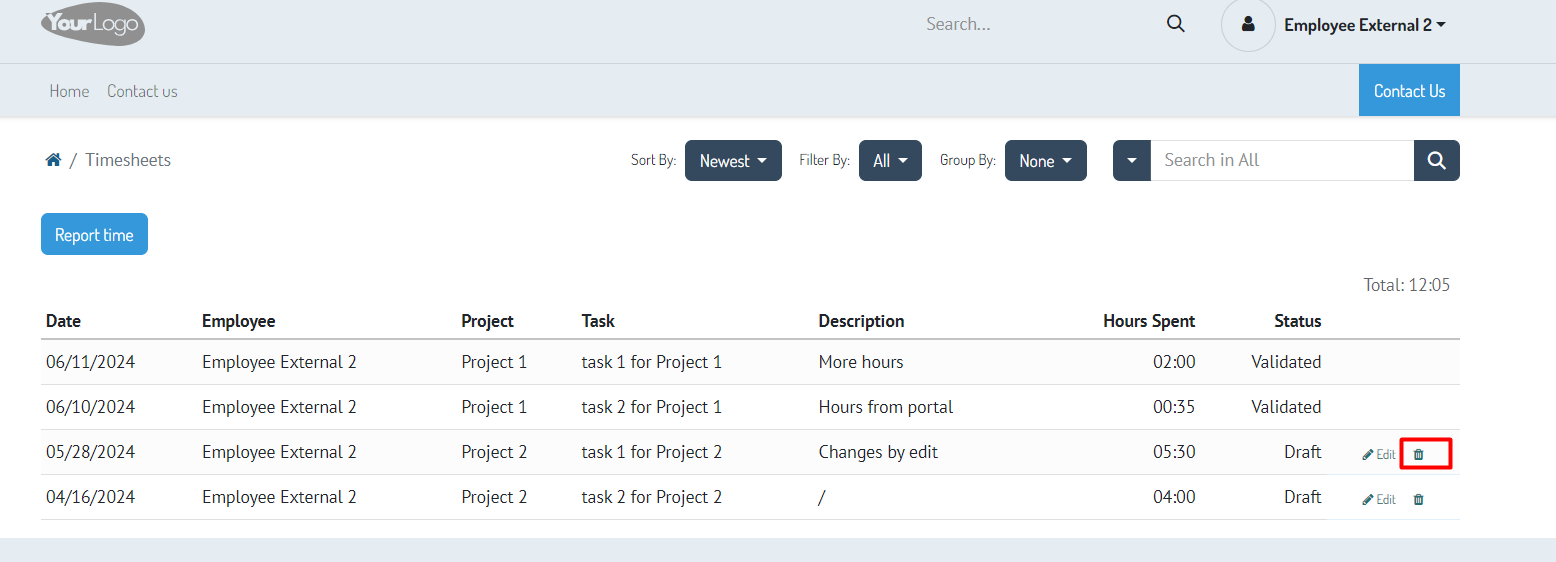 YourLogo
Search... Employee External 2
Home Contact us Contact Us
/ Timesheets Sort By: Newest Filter By: All Group By: None Search in All
Report time
Total: 12:05
Date Employee Project Task Description Hours Spent Status
06/11/2024 Employee External 2 Project 1 task 1 for Project 1 More hours 02:00 Validated
06/10/2024 Employee External 2 Project 1 task 2 for Project 1 Hours from portal 00:35 Validated
05/28/2024 Employee External 2 Project 2 task 1 for Project 2 Changes by edit 05:30 Draft Edit
04/16/2024 Employee External 2 Project 2 task 2 for Project 2 / 04:00 Draft Edit